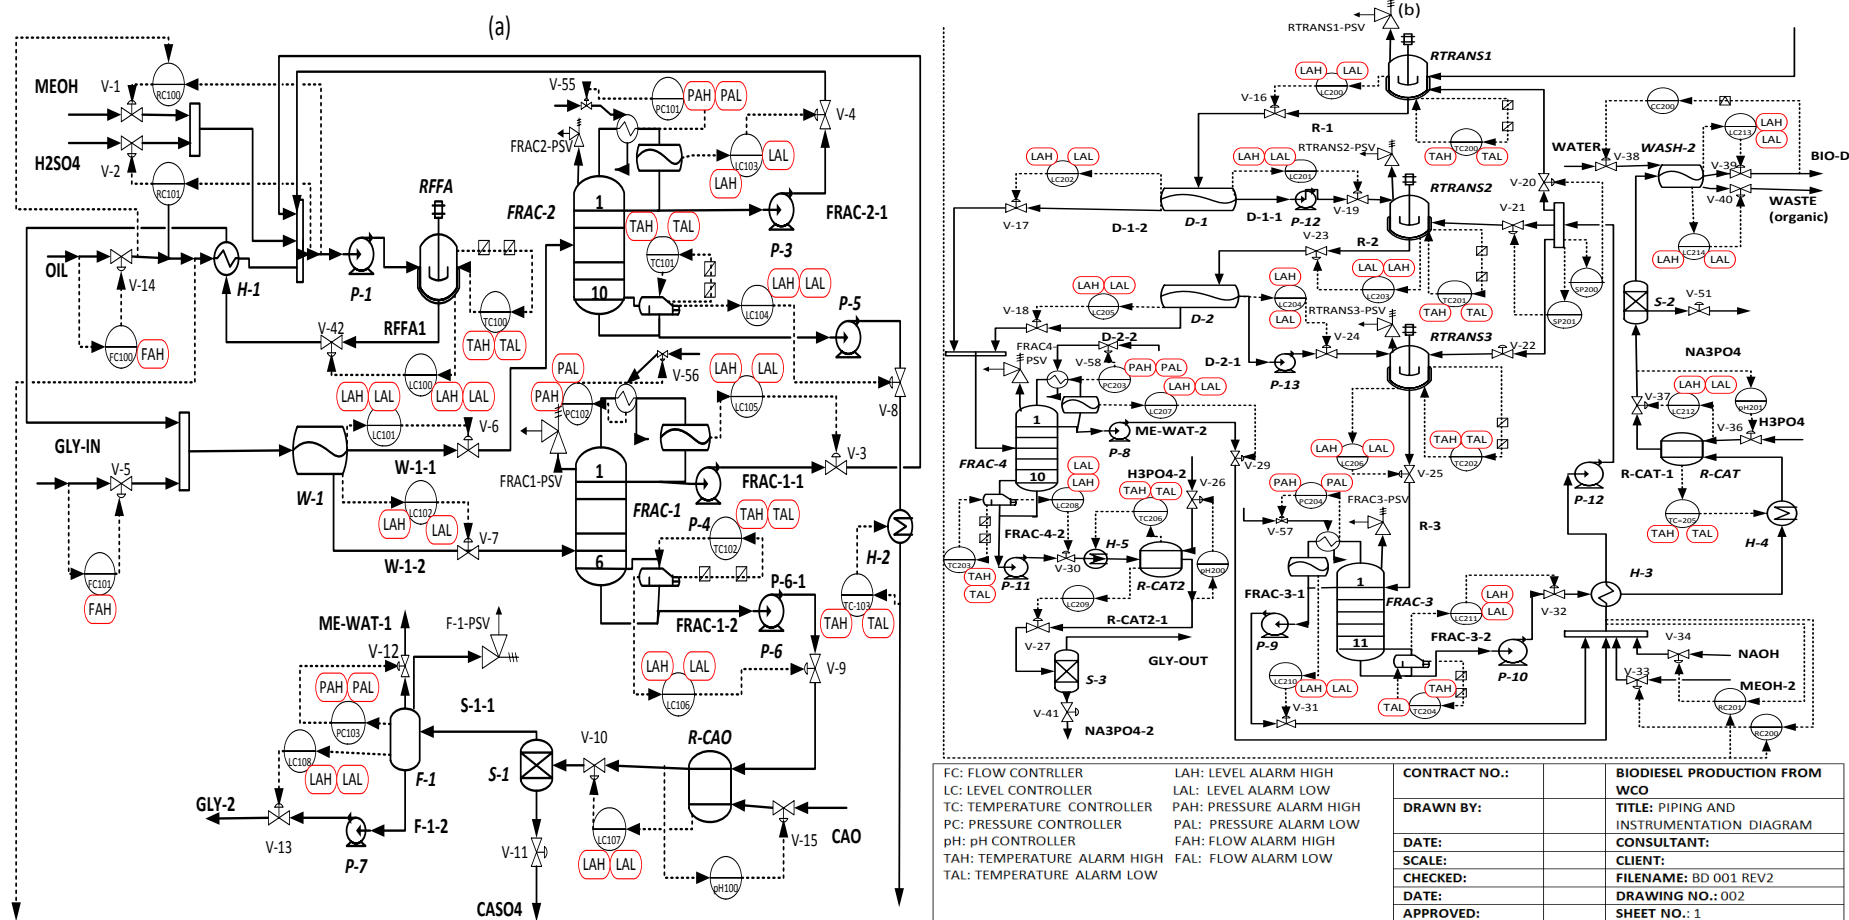 (a)
MEOH
V-1
RC100
H2SO4
V-2
RC101
RFFA
OIL
V-14
FC100
FAH
H-1
P-1
V-42
RFFA1
TC100
TAH
TAL
LC100
LAH
LAL
V-55
PC101
PAH
PAL
FRAC2-PSV
LC103
LAL
LAH
V-4
FRAC-2
1
10
P-3
FRAC-2-1
TAH
TAL
TC101
LC104
LAH
LAL
P-5
V-8
GLY-IN
V-5
FC101
FAH
LAH
LAL
LC101
V-6
W-1
W-1-1
LC102
LAH
LAL
V-7
W-1-2
PAL
PAH
PC102
V-56
LAH
LAL
LC105
V-3
FRAC1-PSV
1
6
FRAC-1
FRAC-1-1
P-4
TAH
TAL
TC102
P-6-1
FRAC-1-2
P-6
H-2
TC-103
TAH
TAL
LAH
LAL
LC106
V-9
ME-WAT-1
F-1-PSV
V-12
PAH
PAL
PC103
S-1-1
LC108
LAH
LAL
F-1
GLY-2
V-13
P-7
F-1-2
S-1
V-10
R-CAO
LC107
LAH
LAL
V-15
CAO
pH100
V-11
CASO4
(b)
RTRANS1-PSV
RTRANS1
LAH
LAL
LC200
V-16
R-1
TC200
TAH
TAL
RTRANS2-PSV
LAH
LAL
LC202
V-17
LAH
LAL
LC201
D-1
D-1-1
P-12
V-19
D-1-2
RTRANS2
V-20
V-21
V-23
R-2
LAL
LAH
LC203
TC201
TAH
TAL
SP200
SP201
WATER
CC200
V-38
WASH-2
LC213
LAH
LAL
V-39
BIO-D
V-40
WASTE
(organic)
LC214
LAH
LAL
S-2
V-51
NA3PO4
LAH
LAL
LC205
V-18
D-2
LAH
LC204
LAL
RTRANS3-PSV
V-24
RTRANS3
V-22
D-2-1
P-13
D-2-2
FRAC4-
PSV
V-58
PC203
PAH
PAL
LAH
LAL
LC207
1
10
FRAC-4
ME-WAT-2
P-8
V-29
LAL
LAH
LC208
FRAC-4-2
TC203
TAH
TAL
P-11
V-30
H-5
H3PO4-2
TAH
TAL
TC206
V-26
pH200
R-CAT2
LC209
R-CAT2-1
V-27
S-3
GLY-OUT
V-41
NA3PO4-2
LAH
LAL
LC206
V-25
TAH
TAL
TC202
PAH
PAL
PC204
FRAC3-PSV
V-57
R-3
1
11
FRAC-3
FRAC-3-1
P-9
LC210
LAH
LAL
V-31
LAH
LC211
LAL
FRAC-3-2
P-10
V-32
TAH
TAL
TC204
H-3
V-34
NAOH
V-33
MEOH-2
RC201
RC200
P-12
V-37
LAH
LAL
LC212
pH201
V-36
H3PO4
R-CAT-1
R-CAT
TC=205
TAH
TAL
H-4
FC: FLOW CONTRLLER
LC: LEVEL CONTROLLER
TC: TEMPERATURE CONTROLLER
PC: PRESSURE CONTROLLER
pH: pH CONTROLLER
TAH: TEMPERATURE ALARM HIGH
TAL: TEMPERATURE ALARM LOW
LAH: LEVEL ALARM HIGH
LAL: LEVEL ALARM LOW
PAH: PRESSURE ALARM HIGH
PAL: PRESSURE ALARM LOW
FAH: FLOW ALARM HIGH
FAL: FLOW ALARM LOW
CONTRACT NO.:
BIODIESEL PRODUCTION FROM
WCO
DRAWN BY:
TITLE: PIPING AND
INSTRUMENTATION DIAGRAM
DATE:
CONSULTANT:
SCALE:
CLIENT:
CHECKED:
FILENAME: BD 001 REV2
DATE:
DRAWING NO.: 002
APPROVED:
SHEET NO.: 1